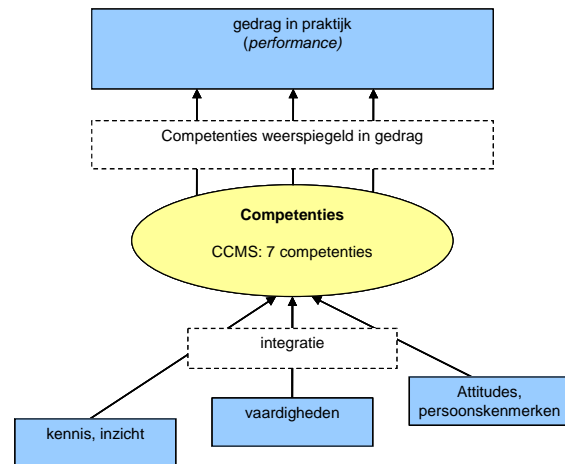 gedrag in praktijk
(performance)
Competenties weerspiegeld in gedrag
Competenties
CCMS: 7 competenties
integratie
kennis, inzicht
vaardigheden
Attitudes,
persoonskenmerken